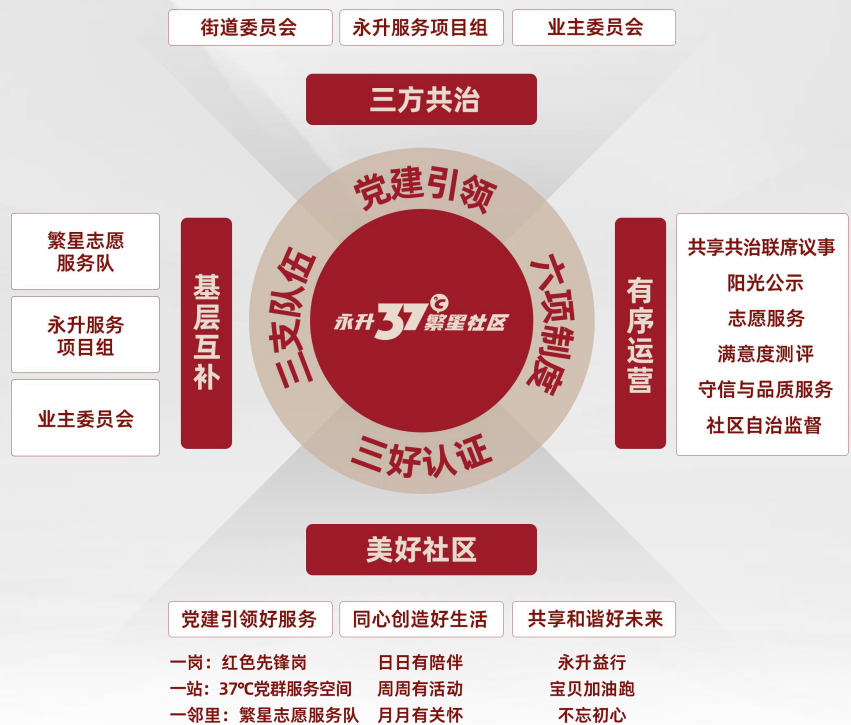 街道委员会
永升服务项目组
业主委员会
三方共治
党建引领
三支队伍
六项制度
三好认证
永升37℃繁星社区
基层互补
繁星志愿
服务队
永升服务
项目组
业主委员会
有序运营
共享共治联席议事
阳光公示
志愿服务
满意度测评
守信与品质服务
社区自治监督
美好社区
党建引领好服务
同心创造好生活
共享和谐好未来
一岗：红色先锋岗
一站：37℃党群服务空间
一邻里：繁星志愿服务队
日日有陪伴
周周有活动
月月有关怀
永升益行
宝贝加油跑
不忘初心